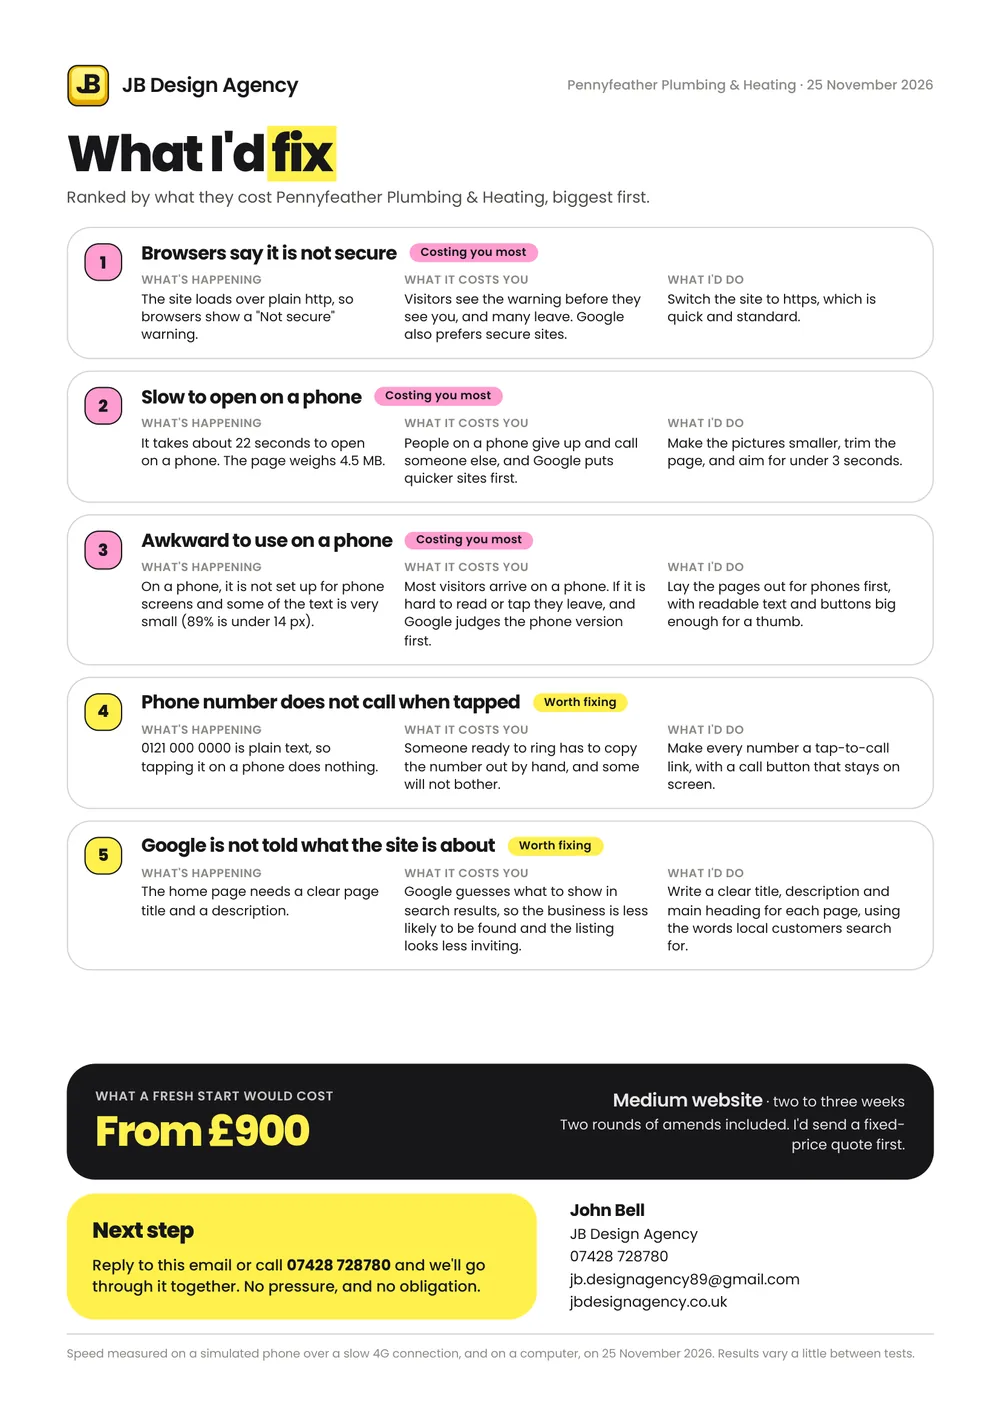 JB JB Design Agency
Pennyfeather Plumbing & Heating · 25 November 2026
What I'd fix
Ranked by what they cost Pennyfeather Plumbing & Heating, biggest first.
1
Browsers say it is not secure
Costing you most
WHAT'S HAPPENING
The site loads over plain http, so
browsers show a "Not secure"
warning.
WHAT IT COSTS YOU
Visitors see the warning before they
see you, and many leave. Google
also prefers secure sites.
WHAT I'D DO
Switch the site to https, which is
quick and standard.
2
Slow to open on a phone
Costing you most
WHAT'S HAPPENING
It takes about 22 seconds to open
on a phone. The page weighs 4.5 MB.
WHAT IT COSTS YOU
People on a phone give up and call
someone else, and Google puts
quicker sites first.
WHAT I'D DO
Make the pictures smaller, trim the
page, and aim for under 3 seconds.
3
Awkward to use on a phone
Costing you most
WHAT'S HAPPENING
On a phone, it is not set up for phone
screens and some of the text is very
small (89% is under 14 px).
WHAT IT COSTS YOU
Most visitors arrive on a phone. If it is
hard to read or tap they leave, and
Google judges the phone version
first.
WHAT I'D DO
Lay the pages out for phones first,
with readable text and buttons big
enough for a thumb.
4
Phone number does not call when tapped
Worth fixing
WHAT'S HAPPENING
0121 000 0000 is plain text, so
tapping it on a phone does nothing.
WHAT IT COSTS YOU
Someone ready to ring has to copy
the number out by hand, and some
will not bother.
WHAT I'D DO
Make every number a tap-to-call
link, with a call button that stays on
screen.
5
Google is not told what the site is about
Worth fixing
WHAT'S HAPPENING
The home page needs a clear page
title and a description.
WHAT IT COSTS YOU
Google guesses what to show in
search results, so the business is less
likely to be found and the listing
looks less inviting.
WHAT I'D DO
Write a clear title, description and
main heading for each page, using
the words local customers search
for.
WHAT A FRESH START WOULD COST
From £900
Medium website · two to three weeks
Two rounds of amends included. I'd send a fixed-
price quote first.
Next step
Reply to this email or call 07428 728780 and we'll go
through it together. No pressure, and no obligation.
John Bell
JB Design Agency
07428 728780
jb.designagency89@gmail.com
jbdesignagency.co.uk
Speed measured on a simulated phone over a slow 4G connection, and on a computer, on 25 November 2026. Results vary a little between tests.